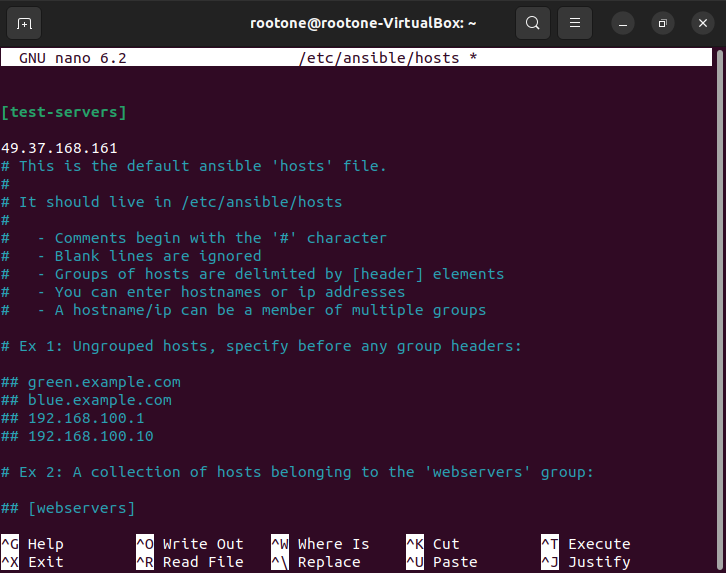 rootone@rootone-VirtualBox: ~
GNU nano 6.2 /etc/ansible/hosts *
[test-servers]
49.37.168.161
# This is the default ansible 'hosts' file.
#
# It should live in /etc/ansible/hosts
#
#   - Comments begin with the '#' character
#   - Blank lines are ignored
#   - Groups of hosts are delimited by [header] elements
#   - You can enter hostnames or ip addresses
#   - A hostname/ip can be a member of multiple groups
# Ex 1: Ungrouped hosts, specify before any group headers:
## green.example.com
## blue.example.com
## 192.168.100.1
## 192.168.100.10
# Ex 2: A collection of hosts belonging to the 'webservers' group:
## [webservers]
^G Help ^O Write Out ^W Where Is ^K Cut ^T Execute
^X Exit ^R Read File ^\ Replace ^U Paste ^J Justify